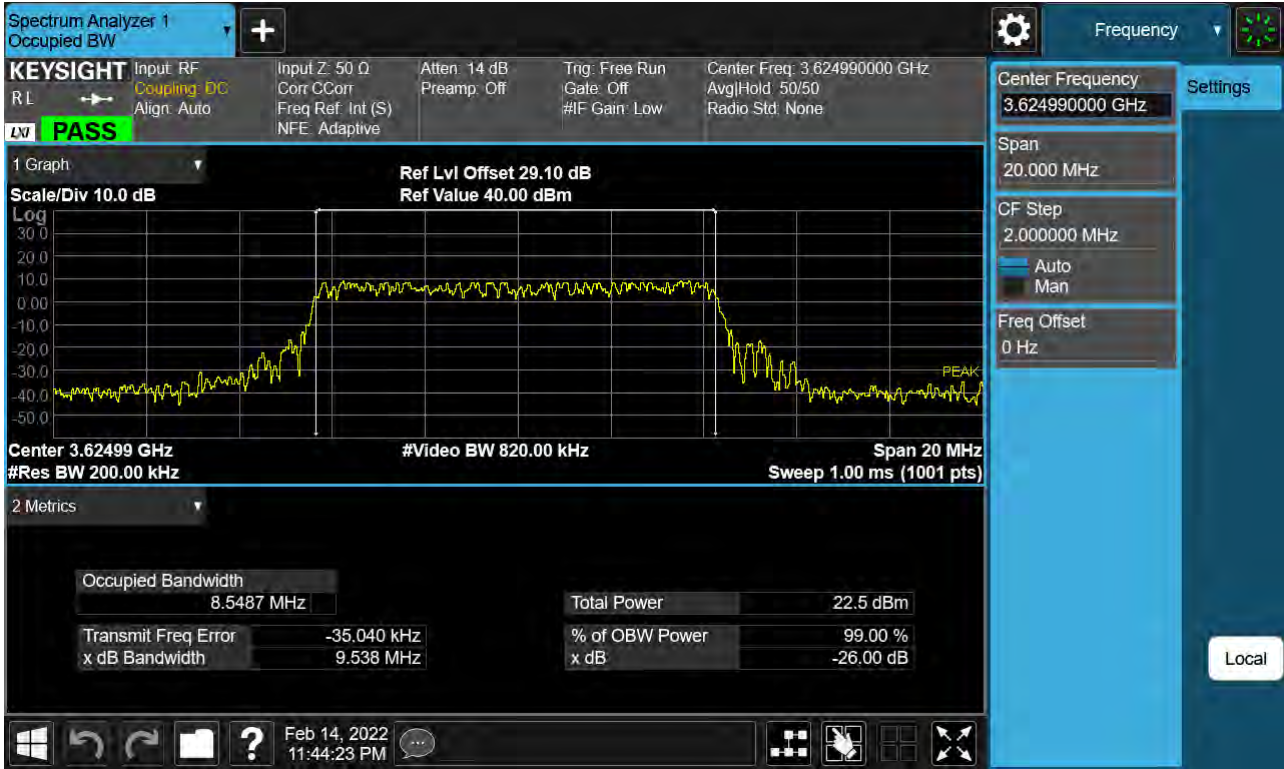 Spectrum Analyzer 1
Occupied BW
+
Frequency
KEYSIGHT
RL
LXI
PASS
Input: RF
Coupling: DC
Align: Auto
Input Z: 50 Ω
Corr CCorr
Freq Ref: Int (S)
NFE: Adaptive
Atten: 14 dB
Preamp: Off
Trig: Free Run
Gate: Off
#IF Gain: Low
Center Freq: 3.624990000 GHz
Avg|Hold: 50/50
Radio Std: None
Center Frequency
3.624990000 GHz
Settings
Span
20.000 MHz
CF Step
2.000000 MHz
Auto
Man
Freq Offset
0 Hz
Local
1 Graph
Scale/Div 10.0 dB
Ref Lvl Offset 29.10 dB
Ref Value 40.00 dBm
Log
30.0
20.0
10.0
0.00
-10.0
-20.0
-30.0
-40.0
-50.0
PEAK
Center 3.62499 GHz
#Video BW 820.00 kHz
Span 20 MHz
#Res BW 200.00 kHz
Sweep 1.00 ms (1001 pts)
2 Metrics
Occupied Bandwidth
8.5487 MHz
Total Power 22.5 dBm
Transmit Freq Error -35.040 kHz
% of OBW Power 99.00 %
x dB Bandwidth 9.538 MHz
x dB -26.00 dB
?
Feb 14, 2022
11:44:23 PM